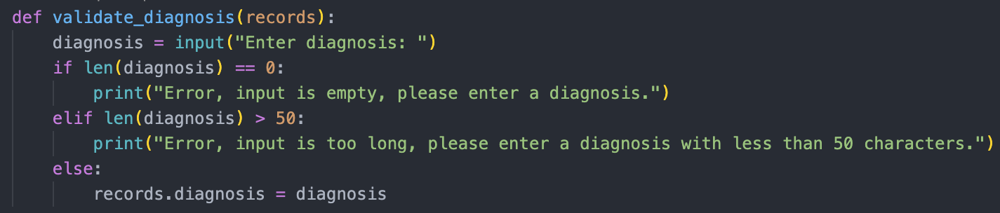 def validate_diagnosis(records):
    diagnosis = input("Enter diagnosis: ")
    if len(diagnosis) == 0:
        print("Error, input is empty, please enter a diagnosis.")
    elif len(diagnosis) > 50:
        print("Error, input is too long, please enter a diagnosis with less than 50 characters.")
    else:
        records.diagnosis = diagnosis